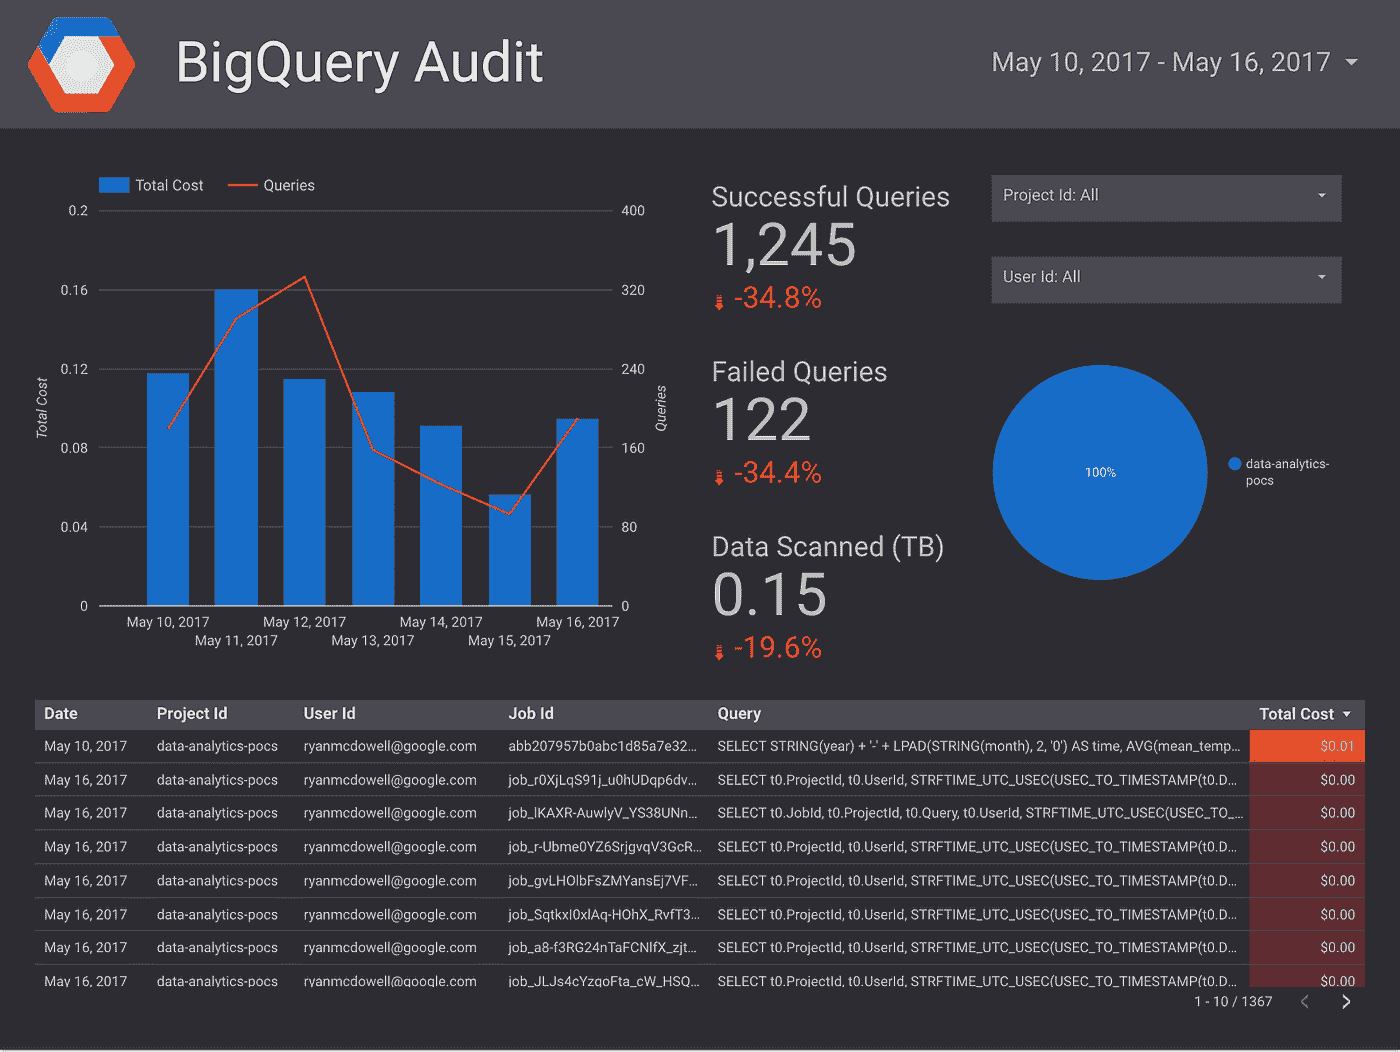 BigQuery Audit
May 10, 2017 - May 16, 2017
Total Cost
Queries
0.2
400
0.16
320
0.12
240
0.08
160
0.04
80
0
0
Total Cost
Queries
May 10, 2017
May 12, 2017
May 14, 2017
May 16, 2017
May 11, 2017
May 13, 2017
May 15, 2017
Successful Queries
1,245
-34.8%
Failed Queries
122
-34.4%
Data Scanned (TB)
0.15
-19.6%
Project Id: All
User Id: All
100%
data-analytics-
pocs
Date Project Id User Id Job Id Query Total Cost
May 10, 2017 data-analytics-pocs ryanmcdowell@google.com abb207957b0abc1d85a7e32... SELECT STRING(year) + '-' + LPAD(STRING(month), 2, '0') AS time, AVG(mean_temp... $0.01
May 16, 2017 data-analytics-pocs ryanmcdowell@google.com job_r0XjLqS91j_u0hUDqp6dv... SELECT t0.ProjectId, t0.UserId, STRFTIME_UTC_USEC(USEC_TO_TIMESTAMP(t0.D... $0.00
May 16, 2017 data-analytics-pocs ryanmcdowell@google.com job_lKAXR-AuwlyV_YS38UNn... SELECT t0.JobId, t0.ProjectId, t0.Query, t0.UserId, STRFTIME_UTC_USEC(USEC_TO_... $0.00
May 16, 2017 data-analytics-pocs ryanmcdowell@google.com job_r-Ubme0YZ6SrjgvqV3GcR... SELECT t0.ProjectId, t0.UserId, STRFTIME_UTC_USEC(USEC_TO_TIMESTAMP(t0.D... $0.00
May 16, 2017 data-analytics-pocs ryanmcdowell@google.com job_gvLHOlbFsZMYansEj7VF... SELECT t0.ProjectId, t0.UserId, STRFTIME_UTC_USEC(USEC_TO_TIMESTAMP(t0.D... $0.00
May 16, 2017 data-analytics-pocs ryanmcdowell@google.com job_Sqtkxl0xlAq-HOhX_RvfT3... SELECT t0.ProjectId, t0.UserId, STRFTIME_UTC_USEC(USEC_TO_TIMESTAMP(t0.D... $0.00
May 16, 2017 data-analytics-pocs ryanmcdowell@google.com job_a8-f3RG24nTaFCNlfX_zjt... SELECT t0.ProjectId, t0.UserId, STRFTIME_UTC_USEC(USEC_TO_TIMESTAMP(t0.D... $0.00
May 16, 2017 data-analytics-pocs ryanmcdowell@google.com job_JLJs4cYzqoFta_cW_HSQ... SELECT t0.ProjectId, t0.UserId, STRFTIME_UTC_USEC(USEC_TO_TIMESTAMP(t0.D... $0.00
1 - 10 / 1367